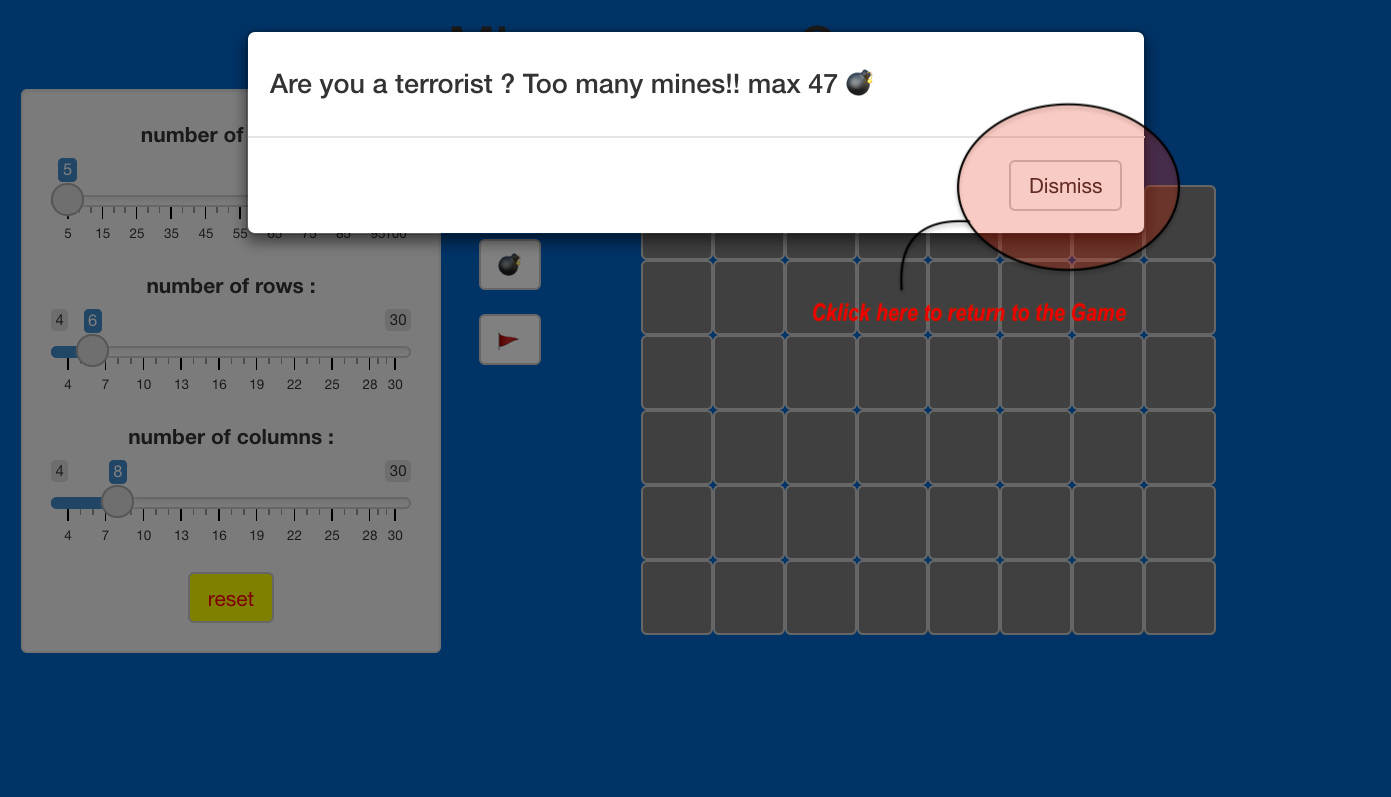 Are you a terrorist ? Too many mines!! max 47
number of
5
5 15 25 35 45 55 65 75 85 95100
Dismiss
number of rows :
4 6 30
4 7 10 13 16 19 22 25 28 30
Cklick here to return to the Game
number of columns :
4 8 30
4 7 10 13 16 19 22 25 28 30
reset